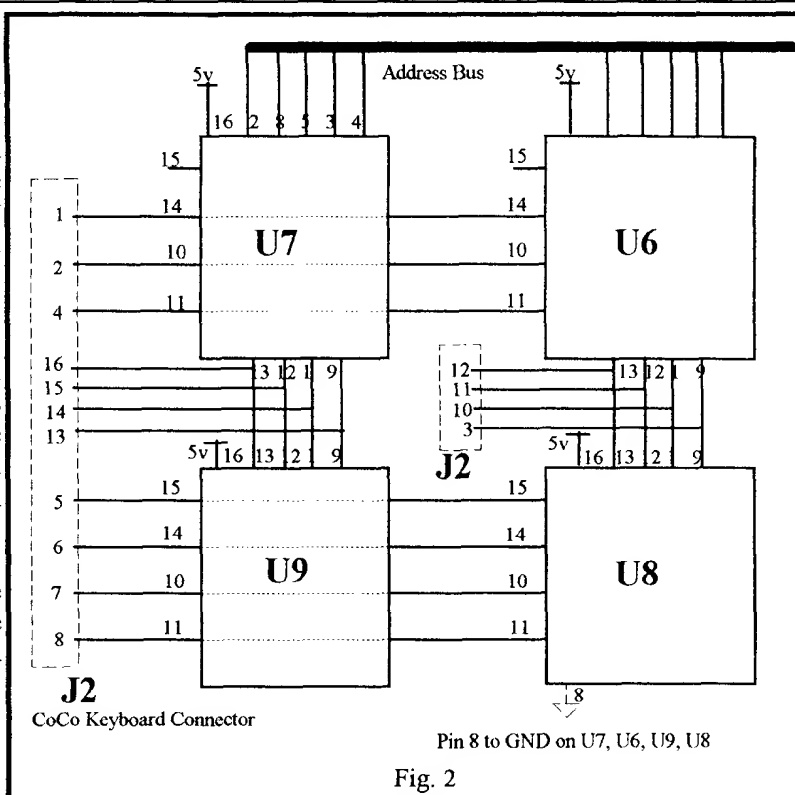 Address Bus
5v
16 2 8 5 3 4
5v
15
15
1 14
14
U7
U6
2 10
10
4 11
11
16
13 12 1 9
12 13 12 1 9
15
11
14
10
13
3
5v 16 13 12 1 9
5v 16 13 12 1 9
J2
5 15
15
6 14
14
U9
U8
7 10
10
8 11
11
J2
8
CoCo Keyboard Connector
Pin 8 to GND on U7, U6, U9, U8
Fig. 2